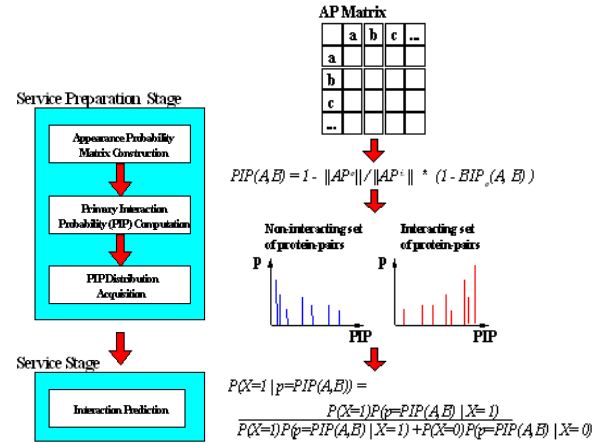 AP Matrix
a b c ...
a
b
c
...
Service Preparation Stage
Appearance Probability
Matrix Construction
Primary Interaction
Probability (PIP) Computation
PIP Distribution
Acquisition
Service Stage
Interaction Prediction
PIP(A,B) = 1 - ||AP^o|| / ||AP^i|| * (1 - BIP_o(A, B) )
Non-interacting set
of protein-pairs
Interacting set
of protein-pairs
P
PIP
P
PIP
P(X=1 | p=PIP(A,B)) =
P(X=1)P(p=PIP(A,B) | X=1)
P(X=1)P(p=PIP(A,B) | X=1) +P(X=0)P(p=PIP(A,B) | X=0)